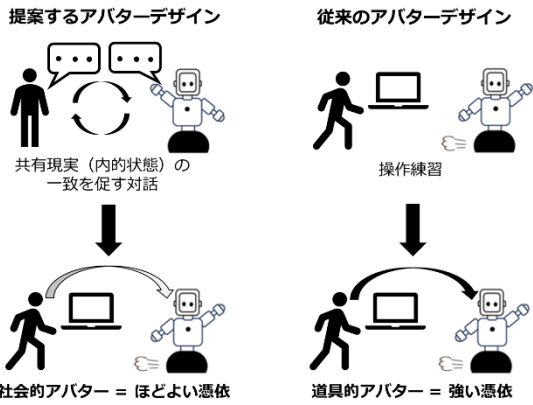 提案するアバターデザイン
共有現実（内的状態）の
一致を促す対話
社会的アバター = ほどよい憑依
従来のアバターデザイン
操作練習
道具的アバター = 強い憑依